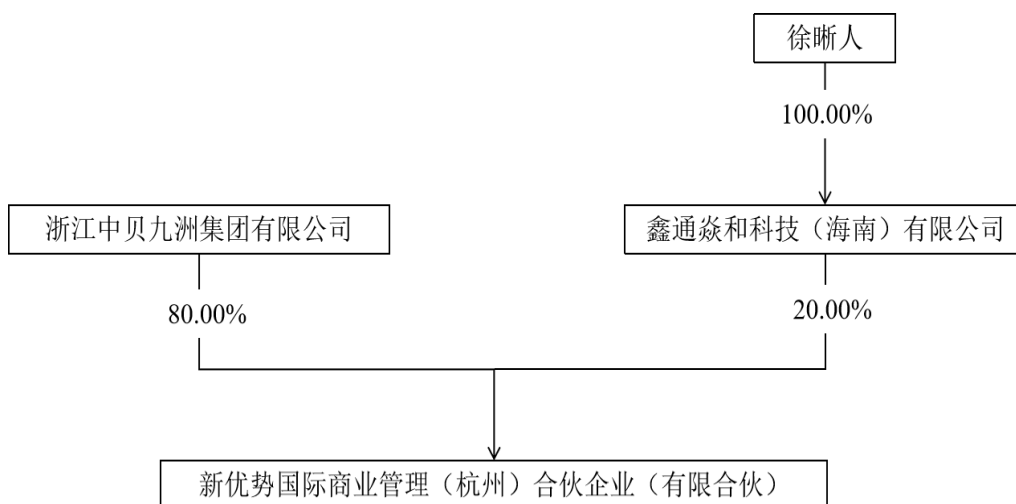 徐晰人
100.00%
浙江中贝九洲集团有限公司
鑫通焱和科技（海南）有限公司
80.00%
20.00%
新优势国际商业管理（杭州）合伙企业（有限合伙）